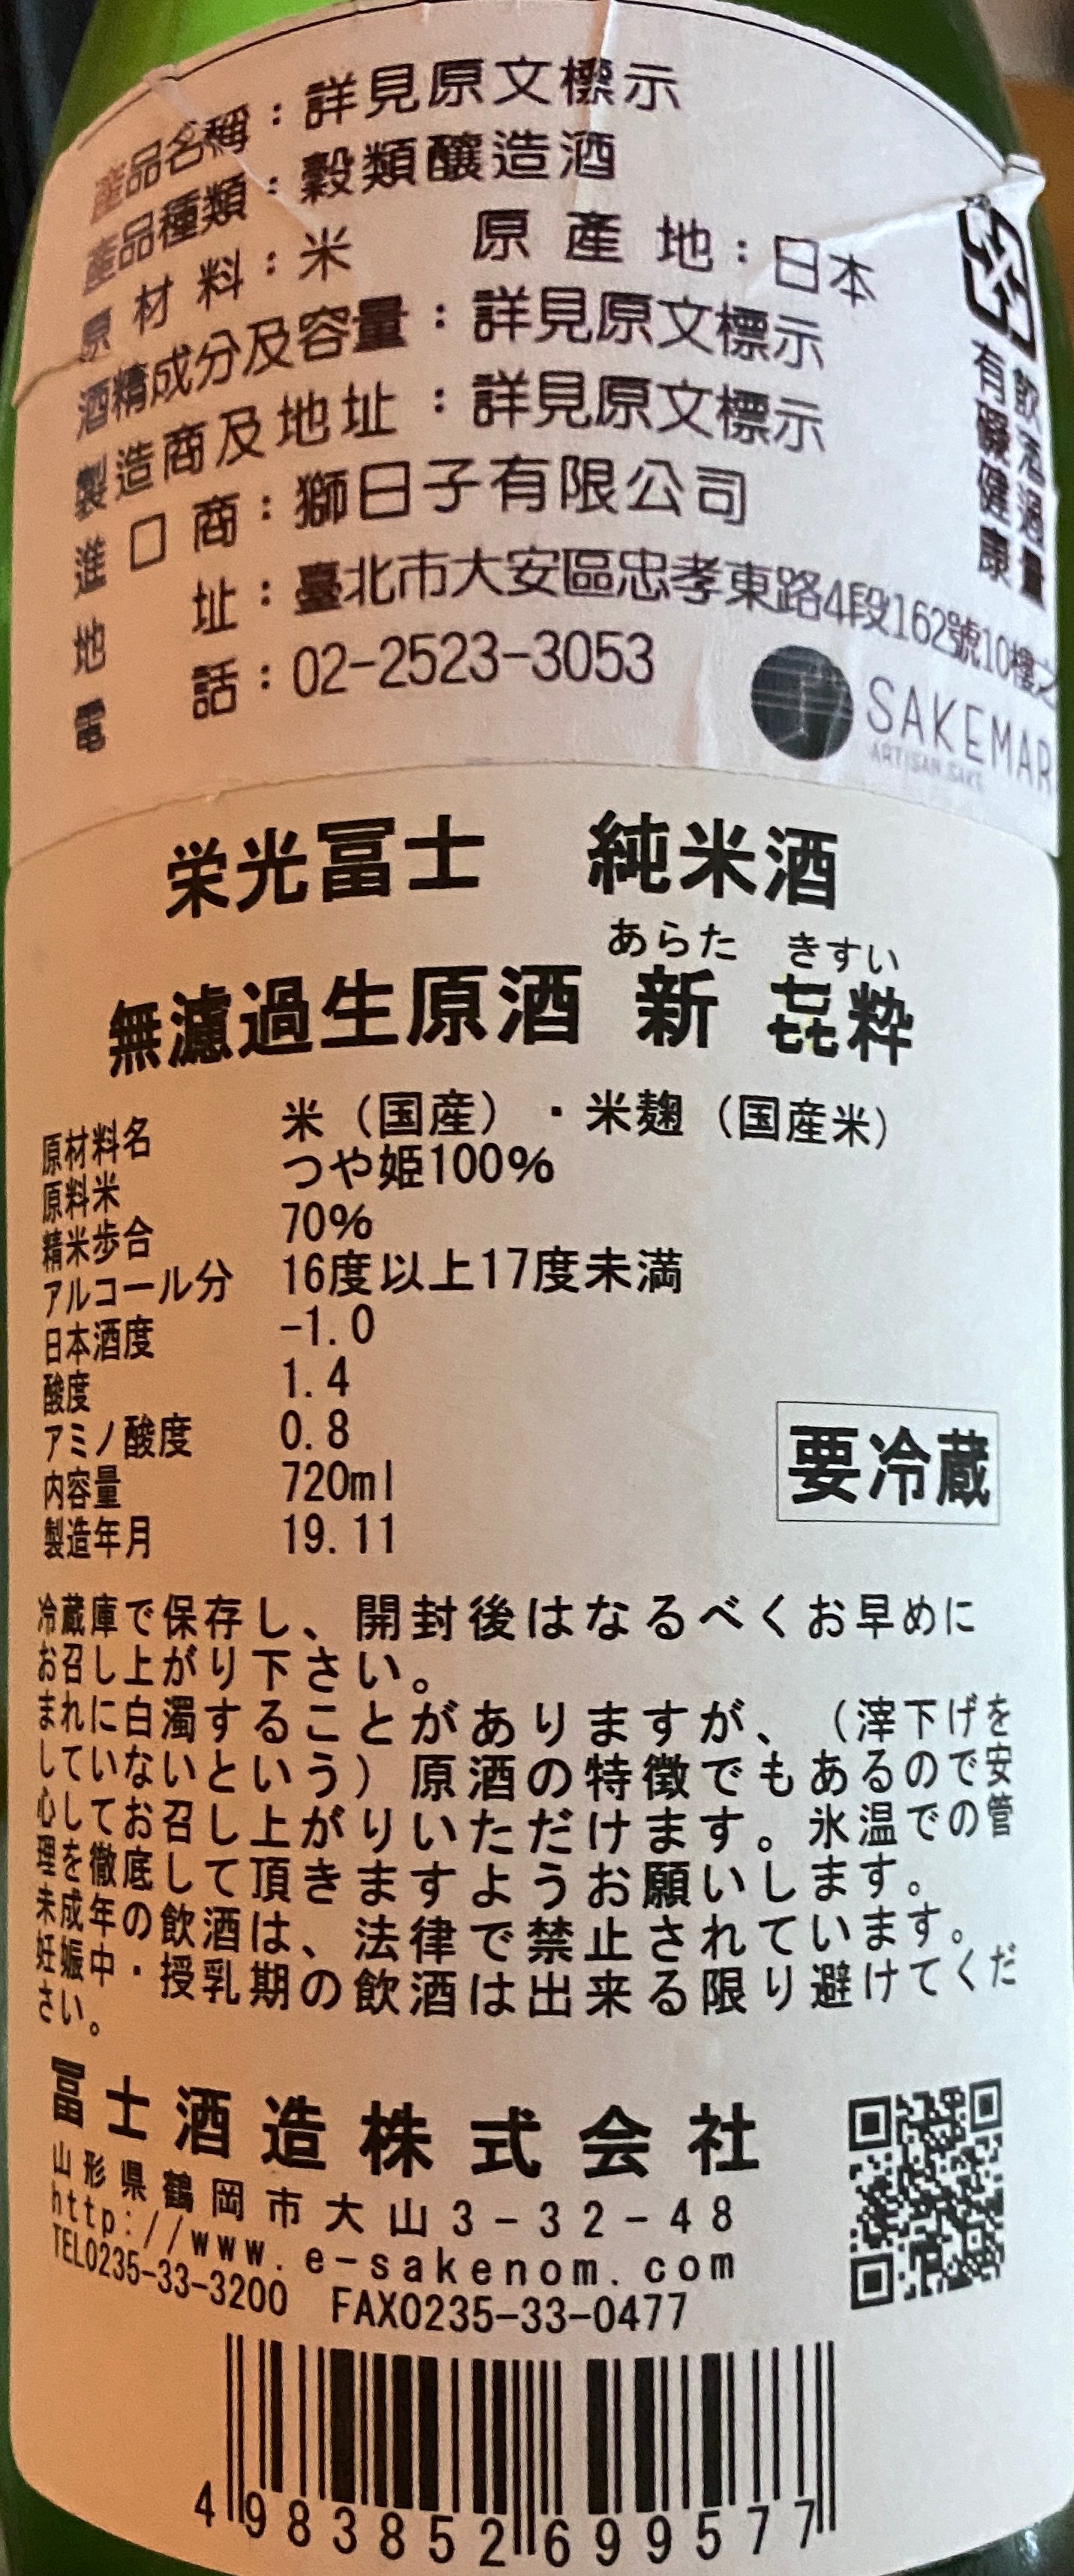 產品名稱：詳見原文標示
產品種類：穀類釀造酒
原材料：米　原產地：日本
酒精成分及容量：詳見原文標示
製造商及地址：詳見原文標示
進口商：獅日子有限公司
地址：臺北市大安區忠孝東路4段162號10樓之
電話：02-2523-3053
飲酒過量
有礙健康
SAKEMAR
ARTISAN SAKE
栄光冨士　純米酒
あらた　きすい
無濾過生原酒　新　㐂粋
原材料名　米（国産）・米麹（国産米）
原料米　つや姫100%
精米歩合　70%
アルコール分　16度以上17度未満
日本酒度　-1.0
酸度　1.4
アミノ酸度　0.8
内容量　720ml
製造年月　19.11
要冷蔵
冷蔵庫で保存し、開封後はなるべくお早めに
お召し上がり下さい。
まれに白濁することがありますが、（滓下げを
していないという）原酒の特徴でもあるので安
心してお召し上がりいただけます。氷温での管
理を徹底して頂きますようお願いします。
未成年の飲酒は、法律で禁止されています。
妊娠中・授乳期の飲酒は出来る限り避けてくだ
さい。
冨士酒造株式会社
山形県鶴岡市大山3-32-48
http://www.e-sakenom.com
TEL0235-33-3200　FAX0235-33-0477
4983852699577